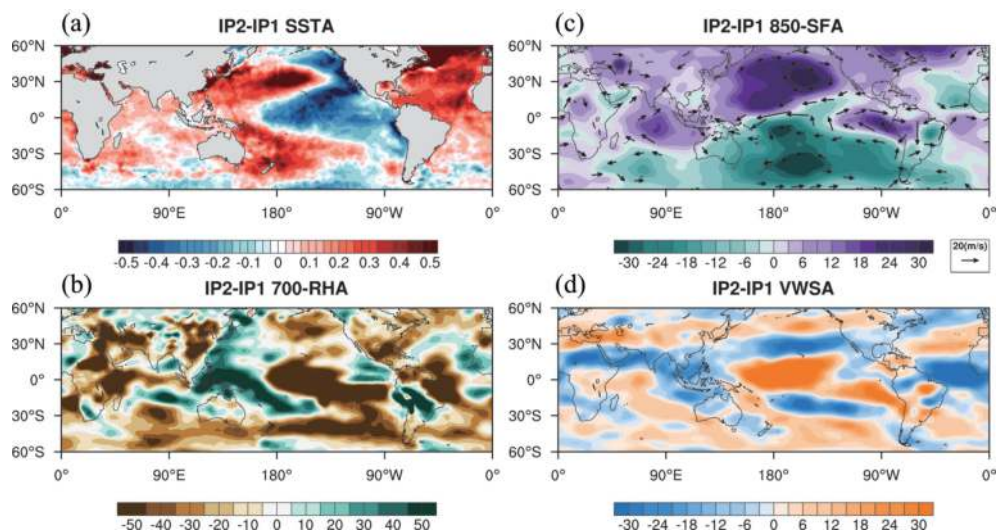 (a) IP2-IP1 SSTA
60°N
30°N
0°
30°S
60°S
0° 90°E 180° 90°W 0°
-0.5 -0.4 -0.3 -0.2 -0.1 0 0.1 0.2 0.3 0.4 0.5
(c) IP2-IP1 850-SFA
60°N
30°N
0°
30°S
60°S
0° 90°E 180° 90°W 0°
-30 -24 -18 -12 -6 0 6 12 18 24 30
20(m/s)
(b) IP2-IP1 700-RHA
60°N
30°N
0°
30°S
60°S
0° 90°E 180° 90°W 0°
-50 -40 -30 -20 -10 0 5 10 20 30 40 50
(d) IP2-IP1 VWSA
60°N
30°N
0°
30°S
60°S
0° 90°E 180° 90°W 0°
-30 -24 -18 -12 -6 0 4 8 12 18 24 30